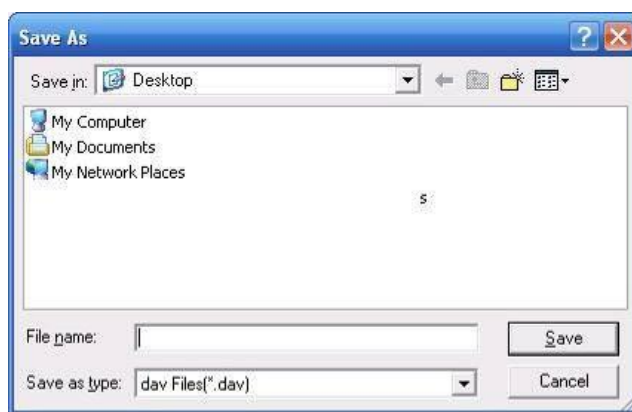 Save As
Save in: Desktop
My Computer
My Documents
My Network Places
s
File name: Save
Save as type: dav Files(*.dav) Cancel